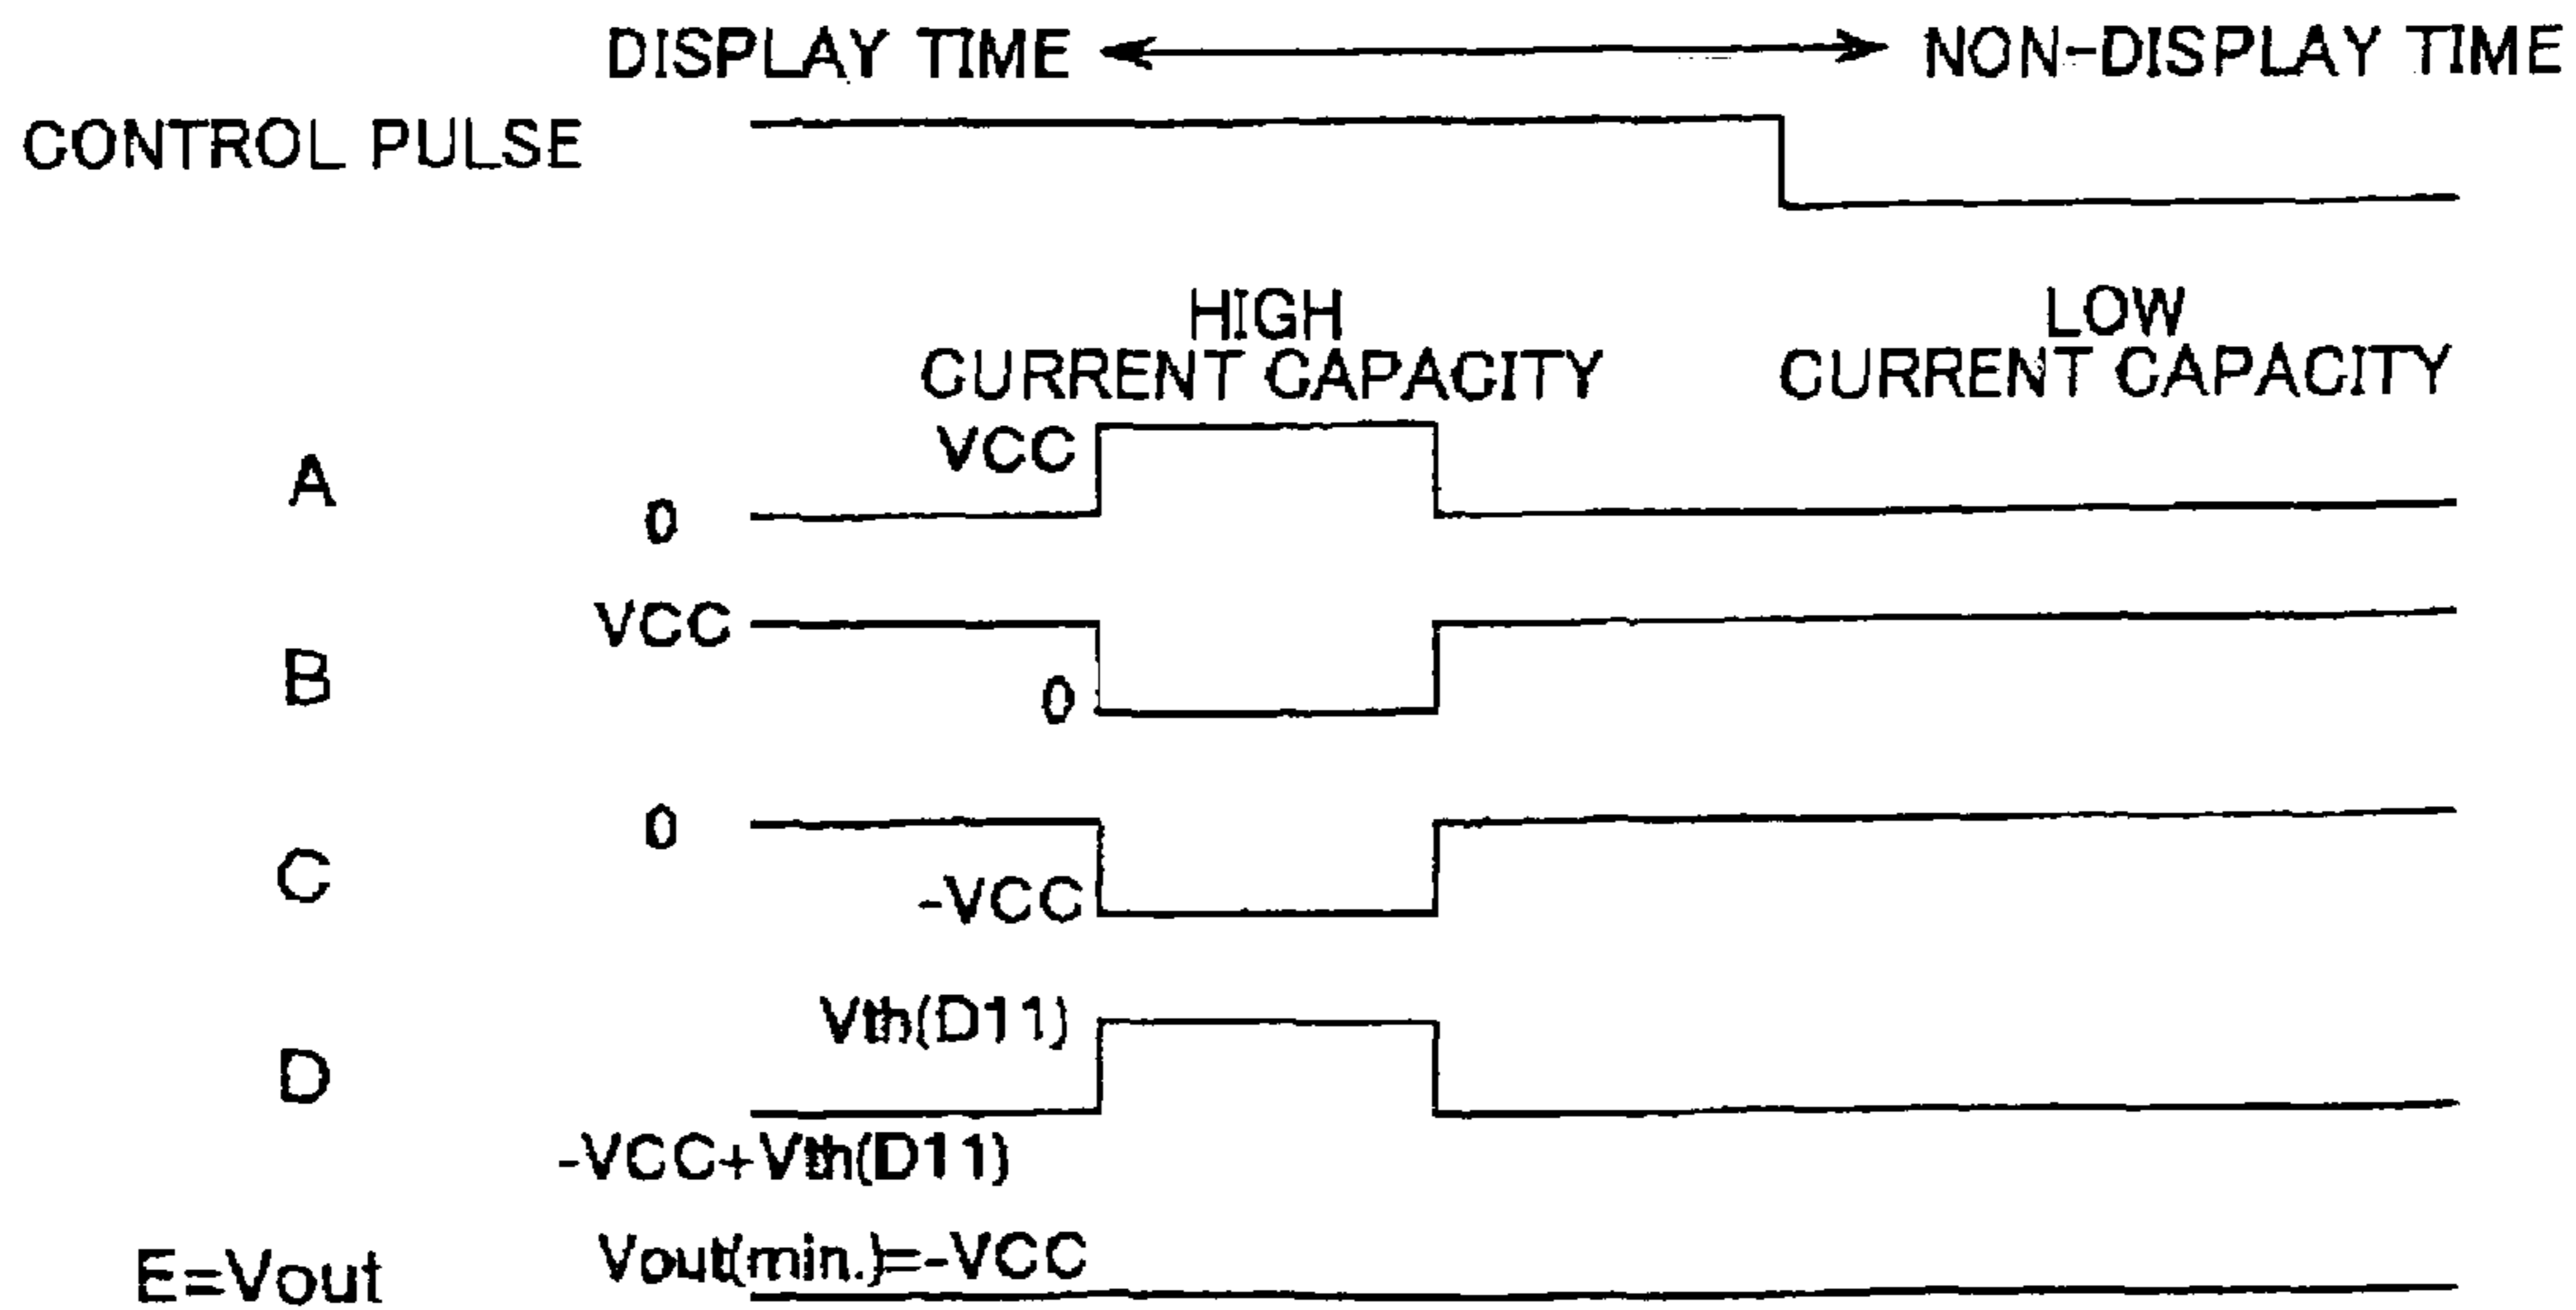 DISPLAY TIME NON-DISPLAY TIME
CONTROL PULSE
HIGH
CURRENT CAPACITY
LOW
CURRENT CAPACITY
A
VCC
0
B
VCC
0
C
0
-VCC
D
Vth(D11)
-VCC+Vth(D11)
E=Vout
Vout(min.)=-VCC